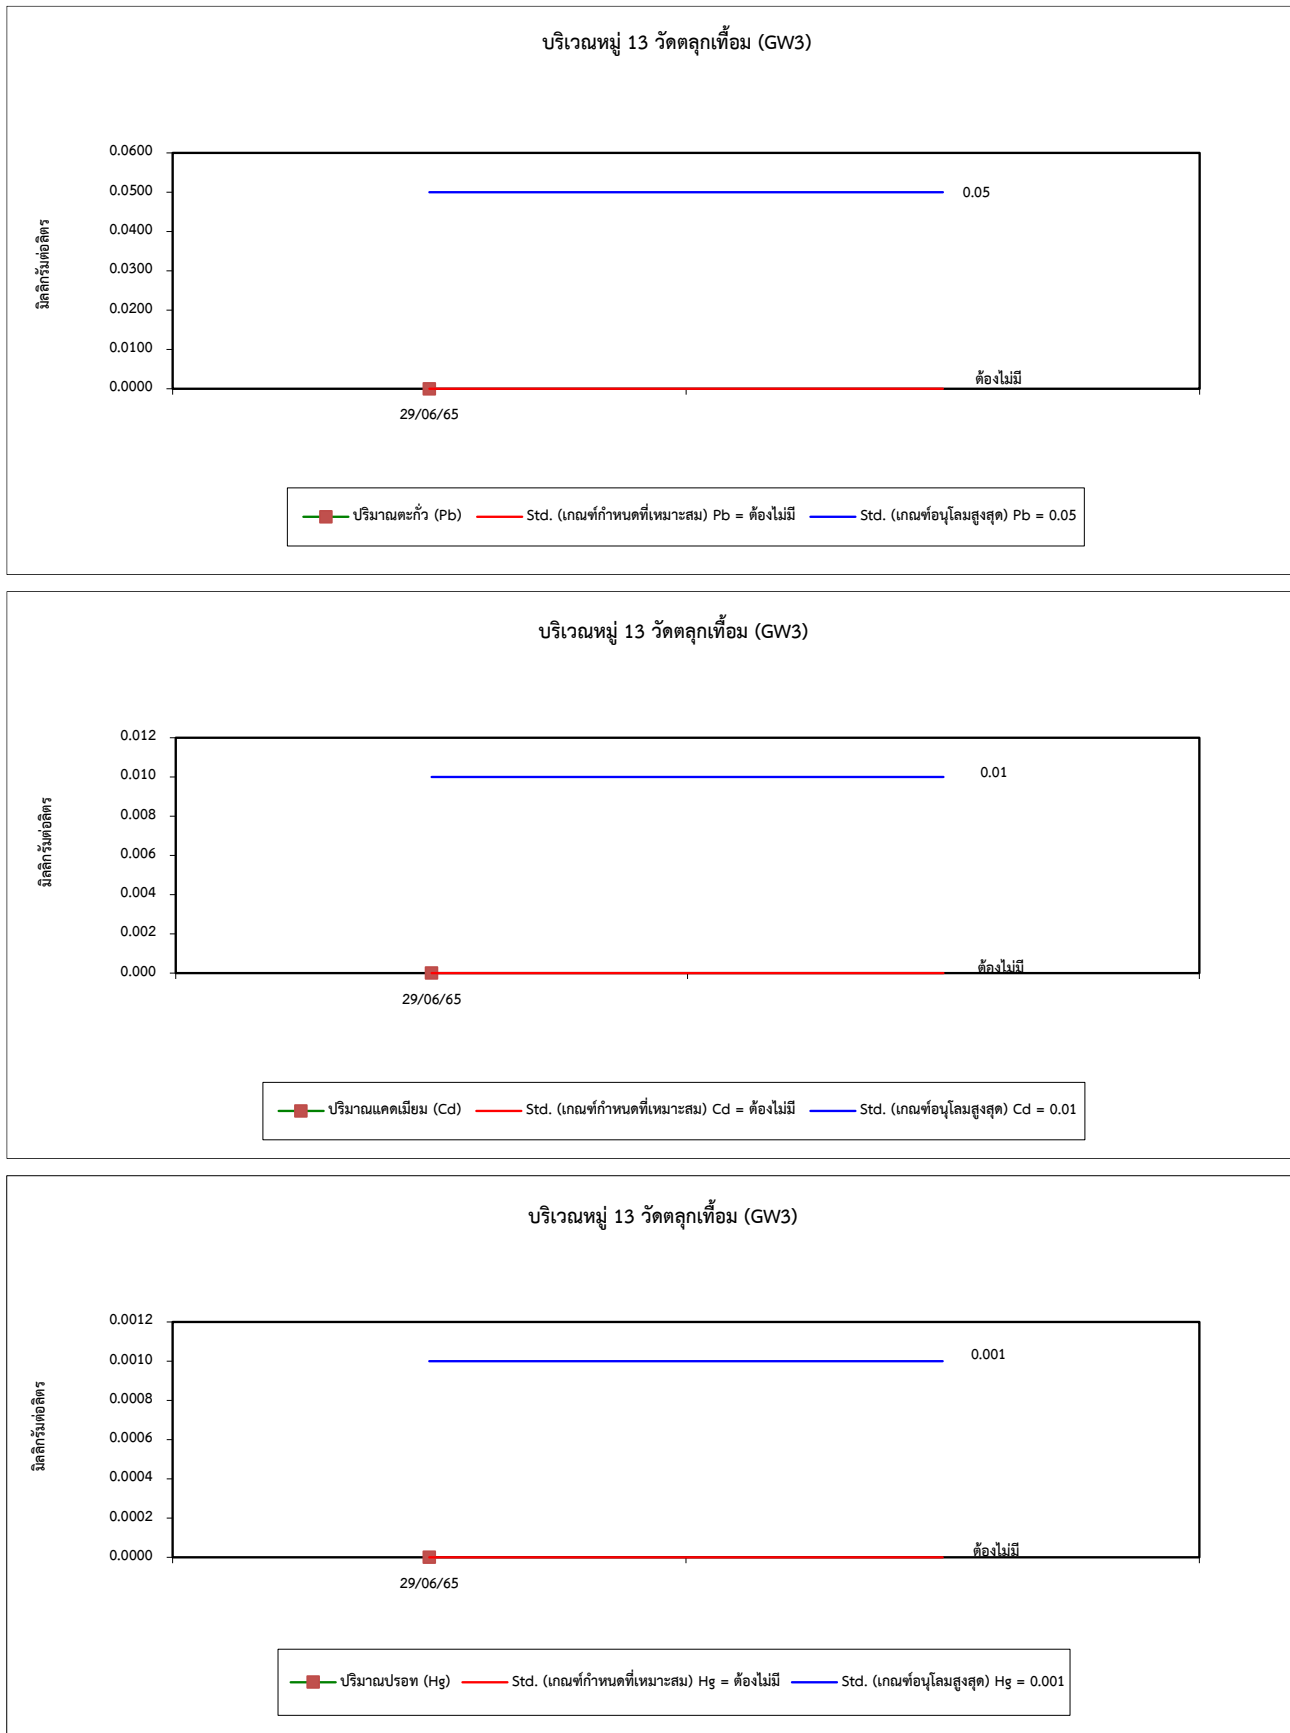 บริเวณหมู่ 13 วัดตลุกเทื้อม (GW3)
มิลลิกรัมต่อลิตร
0.0600
0.0500
0.0400
0.0300
0.0200
0.0100
0.0000
0.05
ต้องไม่มี
29/06/65
ปริมาณตะกั่ว (Pb) Std. (เกณฑ์กำหนดที่เหมาะสม) Pb = ต้องไม่มี Std. (เกณฑ์อนุโลมสูงสุด) Pb = 0.05
บริเวณหมู่ 13 วัดตลุกเทื้อม (GW3)
มิลลิกรัมต่อลิตร
0.012
0.010
0.008
0.006
0.004
0.002
0.000
0.01
ต้องไม่มี
29/06/65
ปริมาณแคดเมียม (Cd) Std. (เกณฑ์กำหนดที่เหมาะสม) Cd = ต้องไม่มี Std. (เกณฑ์อนุโลมสูงสุด) Cd = 0.01
บริเวณหมู่ 13 วัดตลุกเทื้อม (GW3)
มิลลิกรัมต่อลิตร
0.0012
0.0010
0.0008
0.0006
0.0004
0.0002
0.0000
0.001
ต้องไม่มี
29/06/65
ปริมาณปรอท (Hg) Std. (เกณฑ์กำหนดที่เหมาะสม) Hg = ต้องไม่มี Std. (เกณฑ์อนุโลมสูงสุด) Hg = 0.001